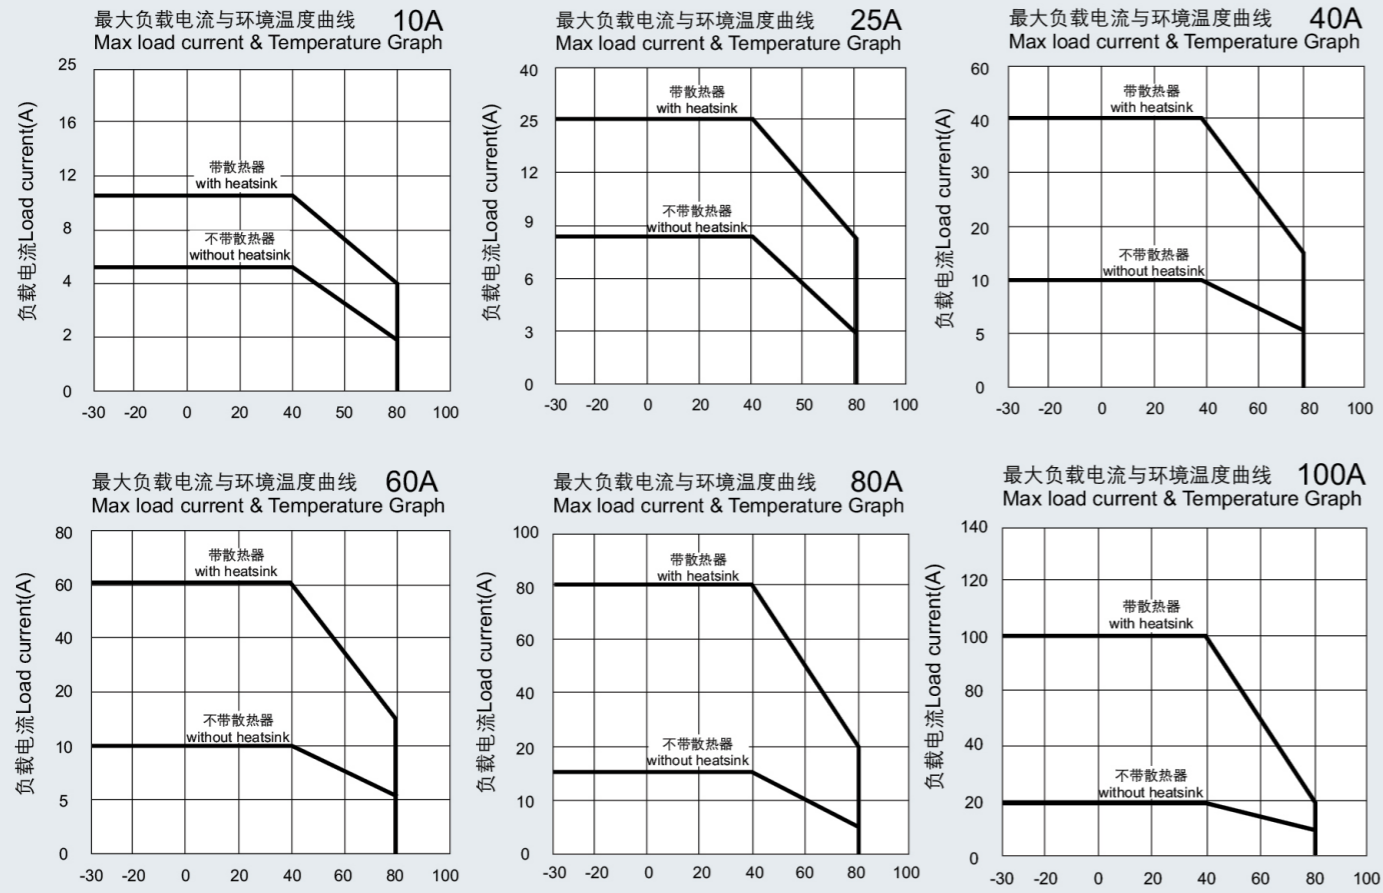 最大负载电流与环境温度曲线 10A
Max load current & Temperature Graph
负载电流Load current(A)
25
16
12
8
4
2
0
带散热器
with heatsink
不带散热器
without heatsink
-30 -20 0 20 40 50 80 100
最大负载电流与环境温度曲线 25A
Max load current & Temperature Graph
负载电流Load current(A)
40
25
12
9
6
3
0
带散热器
with heatsink
不带散热器
without heatsink
-30 -20 0 20 40 50 80 100
最大负载电流与环境温度曲线 40A
Max load current & Temperature Graph
负载电流Load current(A)
60
40
30
20
10
5
0
带散热器
with heatsink
不带散热器
without heatsink
-30 -20 0 20 40 60 80 100
最大负载电流与环境温度曲线 60A
Max load current & Temperature Graph
负载电流Load current(A)
80
60
40
20
10
5
0
带散热器
with heatsink
不带散热器
without heatsink
-30 -20 0 20 40 60 80 100
最大负载电流与环境温度曲线 80A
Max load current & Temperature Graph
负载电流Load current(A)
100
80
60
40
20
10
0
带散热器
with heatsink
不带散热器
without heatsink
-30 -20 0 20 40 60 80 100
最大负载电流与环境温度曲线 100A
Max load current & Temperature Graph
负载电流Load current(A)
140
120
100
80
40
20
0
带散热器
with heatsink
不带散热器
without heatsink
-30 -20 0 20 40 60 80 100